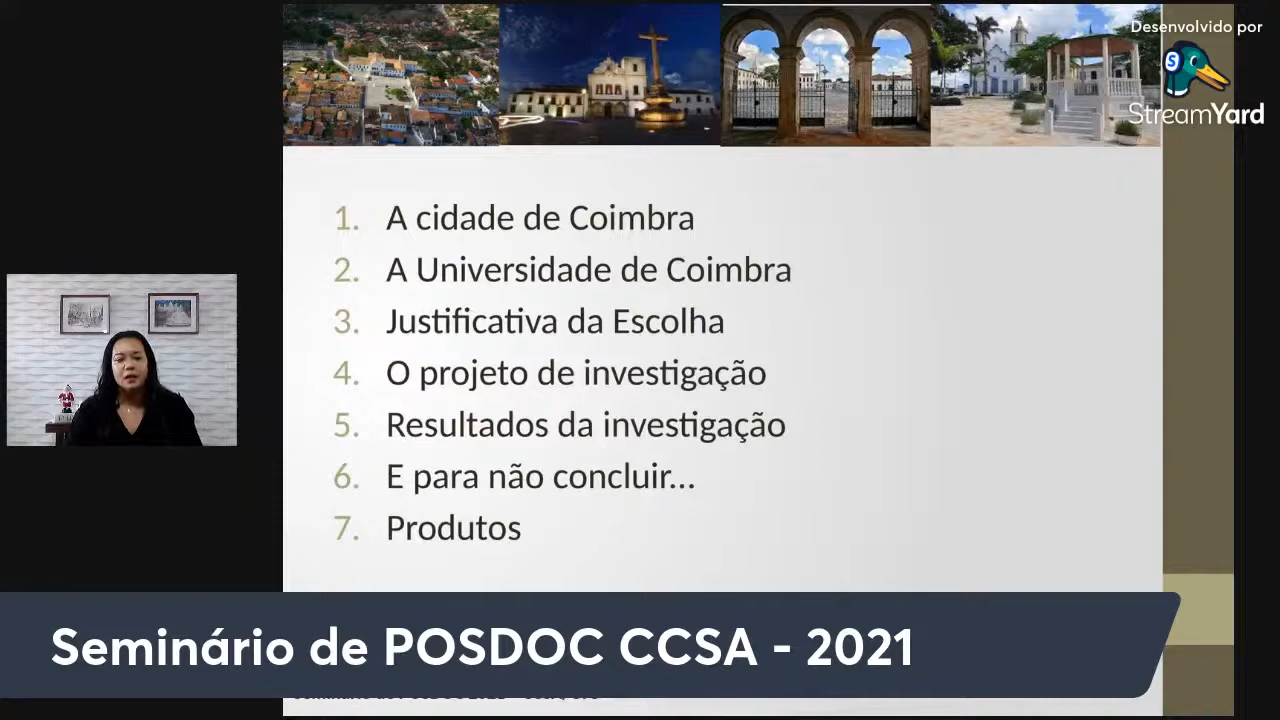 Desenvolvido por
StreamYard
1. A cidade de Coimbra
2. A Universidade de Coimbra
3. Justificativa da Escolha
4. O projeto de investigação
5. Resultados da investigação
6. E para não concluir...
7. Produtos
Seminário de POSDOC CCSA - 2021